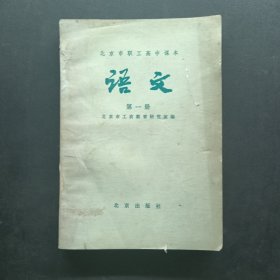 北京市职工高中课本
语文
第一册
北京市工农教育研究室编
北京出版社